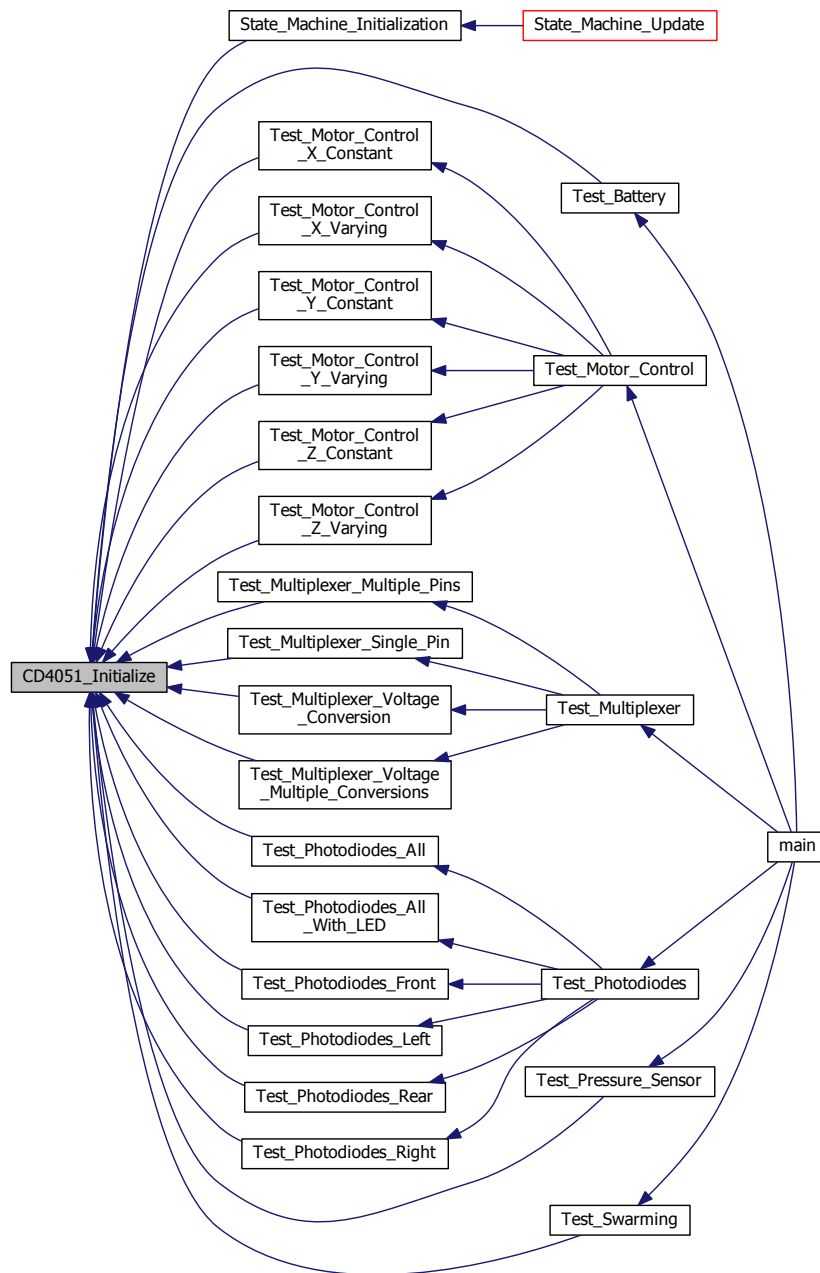 State_Machine_Initialization
State_Machine_Update
Test_Motor_Control
_X_Constant
Test_Battery
Test_Motor_Control
_X_Varying
Test_Motor_Control
_Y_Constant
Test_Motor_Control
_Y_Varying
Test_Motor_Control
Test_Motor_Control
_Z_Constant
Test_Motor_Control
_Z_Varying
Test_Multiplexer_Multiple_Pins
Test_Multiplexer_Single_Pin
CD4051_Initialize
Test_Multiplexer_Voltage
_Conversion
Test_Multiplexer
Test_Multiplexer_Voltage
_Multiple_Conversions
main
Test_Photodiodes_All
Test_Photodiodes_All
_With_LED
Test_Photodiodes_Front
Test_Photodiodes
Test_Photodiodes_Left
Test_Pressure_Sensor
Test_Photodiodes_Rear
Test_Photodiodes_Right
Test_Swarming